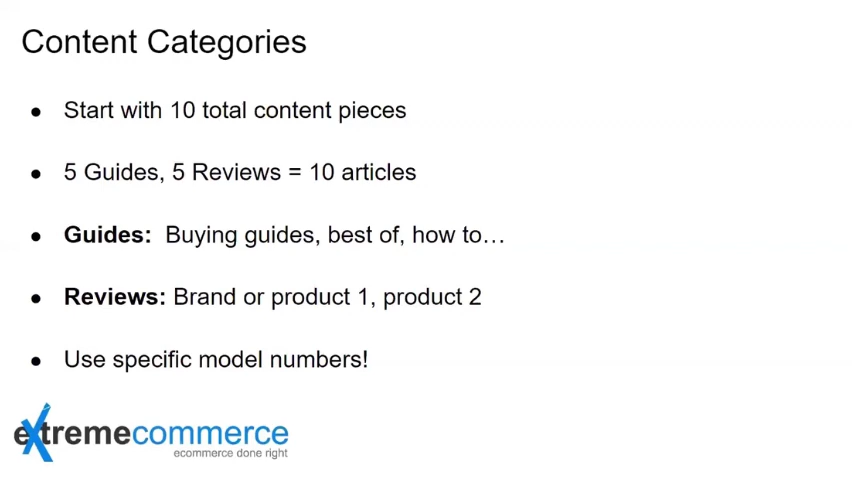 Content Categories
● Start with 10 total content pieces
● 5 Guides, 5 Reviews = 10 articles
● Guides: Buying guides, best of, how to…
● Reviews: Brand or product 1, product 2
● Use specific model numbers!
extremecommerce
ecommerce done right